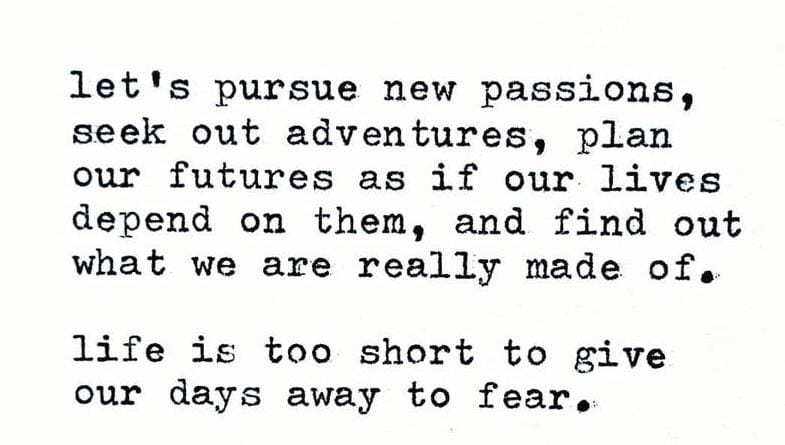 let's pursue new passions,
seek out adventures, plan
our futures as if our lives
depend on them, and find out
what we are really made of.
life is too short to give
our days away to fear.